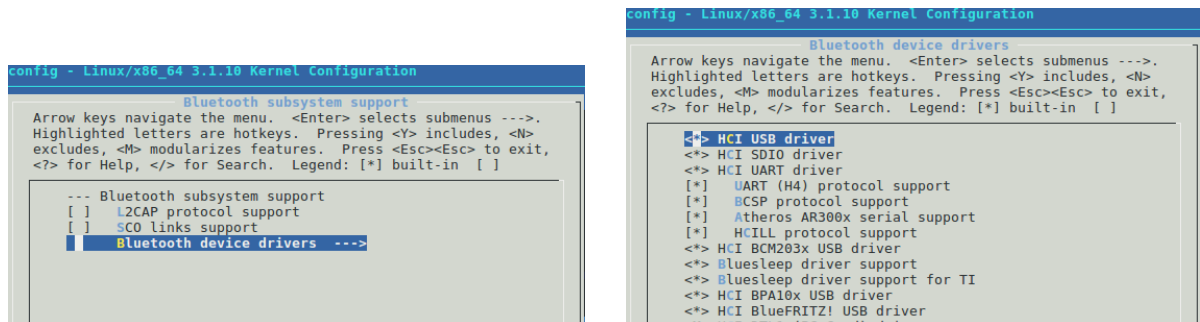 config - Linux/x86_64 3.1.10 Kernel Configuration
Bluetooth subsystem support
Arrow keys navigate the menu.  <Enter> selects submenus --->.
Highlighted letters are hotkeys.  Pressing <Y> includes, <N>
excludes, <M> modularizes features.  Press <Esc><Esc> to exit,
<?> for Help, </> for Search.  Legend: [*] built-in  [ ]
--- Bluetooth subsystem support
[ ]   L2CAP protocol support
[ ]   SCO links support
Bluetooth device drivers  --->
config - Linux/x86_64 3.1.10 Kernel Configuration
Bluetooth device drivers
Arrow keys navigate the menu.  <Enter> selects submenus --->.
Highlighted letters are hotkeys.  Pressing <Y> includes, <N>
excludes, <M> modularizes features.  Press <Esc><Esc> to exit,
<?> for Help, </> for Search.  Legend: [*] built-in  [ ]
<*> HCI USB driver
<*> HCI SDIO driver
<*> HCI UART driver
[*]   UART (H4) protocol support
[*]   BCSP protocol support
[*]   Atheros AR300x serial support
[*]   HCILL protocol support
<*> HCI BCM203x USB driver
<*> Bluesleep driver support
<*> Bluesleep driver support for TI
<*> HCI BPA10x USB driver
<*> HCI BlueFRITZ! USB driver